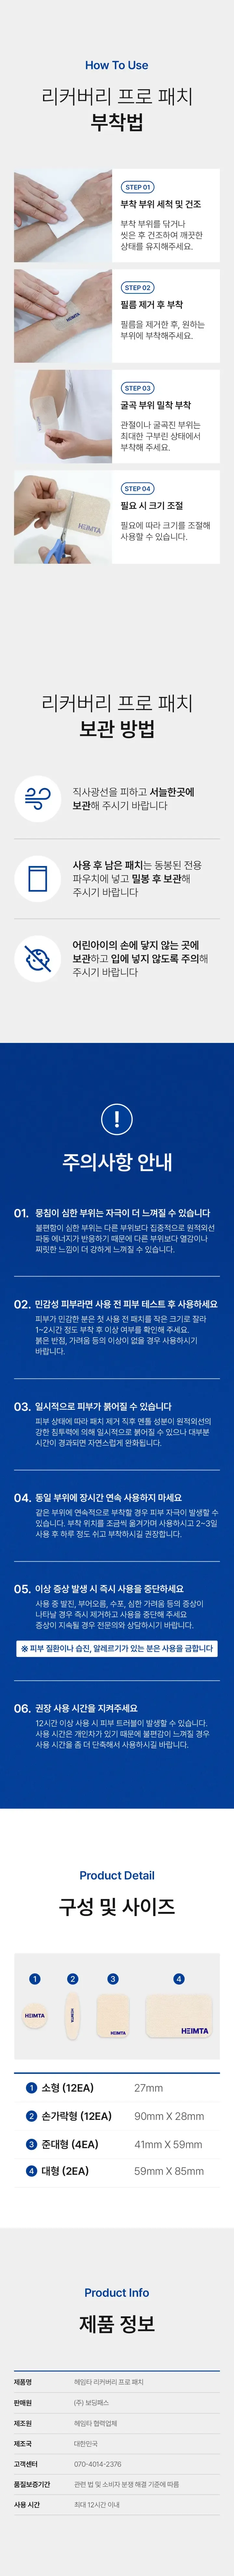 How To Use
리커버리 프로 패치
부착법
STEP 01
부착 부위 세척 및 건조
부착 부위를 닦거나
씻은 후 건조하여 깨끗한
상태를 유지해주세요.
HEIMTA
STEP 02
필름 제거 후 부착
필름을 제거한 후, 원하는
부위에 부착해주세요.
STEP 03
굴곡 부위 밀착 부착
관절이나 굴곡진 부위는
최대한 구부린 상태에서
부착해 주세요.
HEIMTA
STEP 04
필요 시 크기 조절
필요에 따라 크기를 조절해
사용할 수 있습니다.
리커버리 프로 패치
보관 방법
직사광선을 피하고 서늘한곳에
보관해 주시기 바랍니다
사용 후 남은 패치는 동봉된 전용
파우치에 넣고 밀봉 후 보관해
주시기 바랍니다
어린아이의 손에 닿지 않는 곳에
보관하고 입에 넣지 않도록 주의해
주시기 바랍니다
!
주의사항 안내
01. 뭉침이 심한 부위는 자극이 더 느껴질 수 있습니다
불편함이 심한 부위는 다른 부위보다 집중적으로 원적외선
파동 에너지가 반응하기 때문에 다른 부위보다 열감이나
찌릿한 느낌이 더 강하게 느껴질 수 있습니다.
02. 민감성 피부라면 사용 전 피부 테스트 후 사용하세요
피부가 민감한 분은 첫 사용 전 패치를 작은 크기로 잘라
1~2시간 정도 부착 후 이상 여부를 확인해 주세요.
붉은 반점, 가려움 등의 이상이 없을 경우 사용하시기
바랍니다.
03. 일시적으로 피부가 붉어질 수 있습니다
피부 상태에 따라 패치 제거 직후 멘톨 성분이 원적외선의
강한 침투력에 의해 일시적으로 붉어질 수 있으나 대부분
시간이 경과되면 자연스럽게 완화됩니다.
04. 동일 부위에 장시간 연속 사용하지 마세요
같은 부위에 연속적으로 부착할 경우 피부 자극이 발생할 수
있습니다. 부착 위치를 조금씩 옮겨가며 사용하시고 2~3일
사용 후 하루 정도 쉬고 부착하시길 권장합니다.
05. 이상 증상 발생 시 즉시 사용을 중단하세요
사용 중 발진, 부어오름, 수포, 심한 가려움 등의 증상이
나타날 경우 즉시 제거하고 사용을 중단해 주세요
증상이 지속될 경우 전문의와 상담하시기 바랍니다.
※ 피부 질환이나 습진, 알레르기가 있는 분은 사용을 금합니다
06. 권장 사용 시간을 지켜주세요
12시간 이상 사용 시 피부 트러블이 발생할 수 있습니다.
사용 시간은 개인차가 있기 때문에 불편감이 느껴질 경우
사용 시간을 좀 더 단축해서 사용하시길 바랍니다.
Product Detail
구성 및 사이즈
1 2 3 4
HEIMTA HEIMTA HEIMTA HEIMTA
1 소형 (12EA) 27mm
2 손가락형 (12EA) 90mm X 28mm
3 준대형 (4EA) 41mm X 59mm
4 대형 (2EA) 59mm X 85mm
Product Info
제품 정보
제품명 헤임타 리커버리 프로 패치
판매원 (주) 보딩패스
제조원 헤임타 협력업체
제조국 대한민국
고객센터 070-4014-2376
품질보증기간 관련 법 및 소비자 분쟁 해결 기준에 따름
사용 시간 최대 12시간 이내